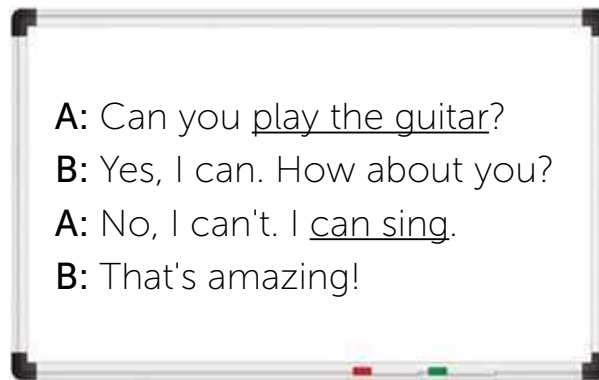 A: Can you play the guitar?
B: Yes, I can. How about you?
A: No, I can't. I can sing.
B: That's amazing!